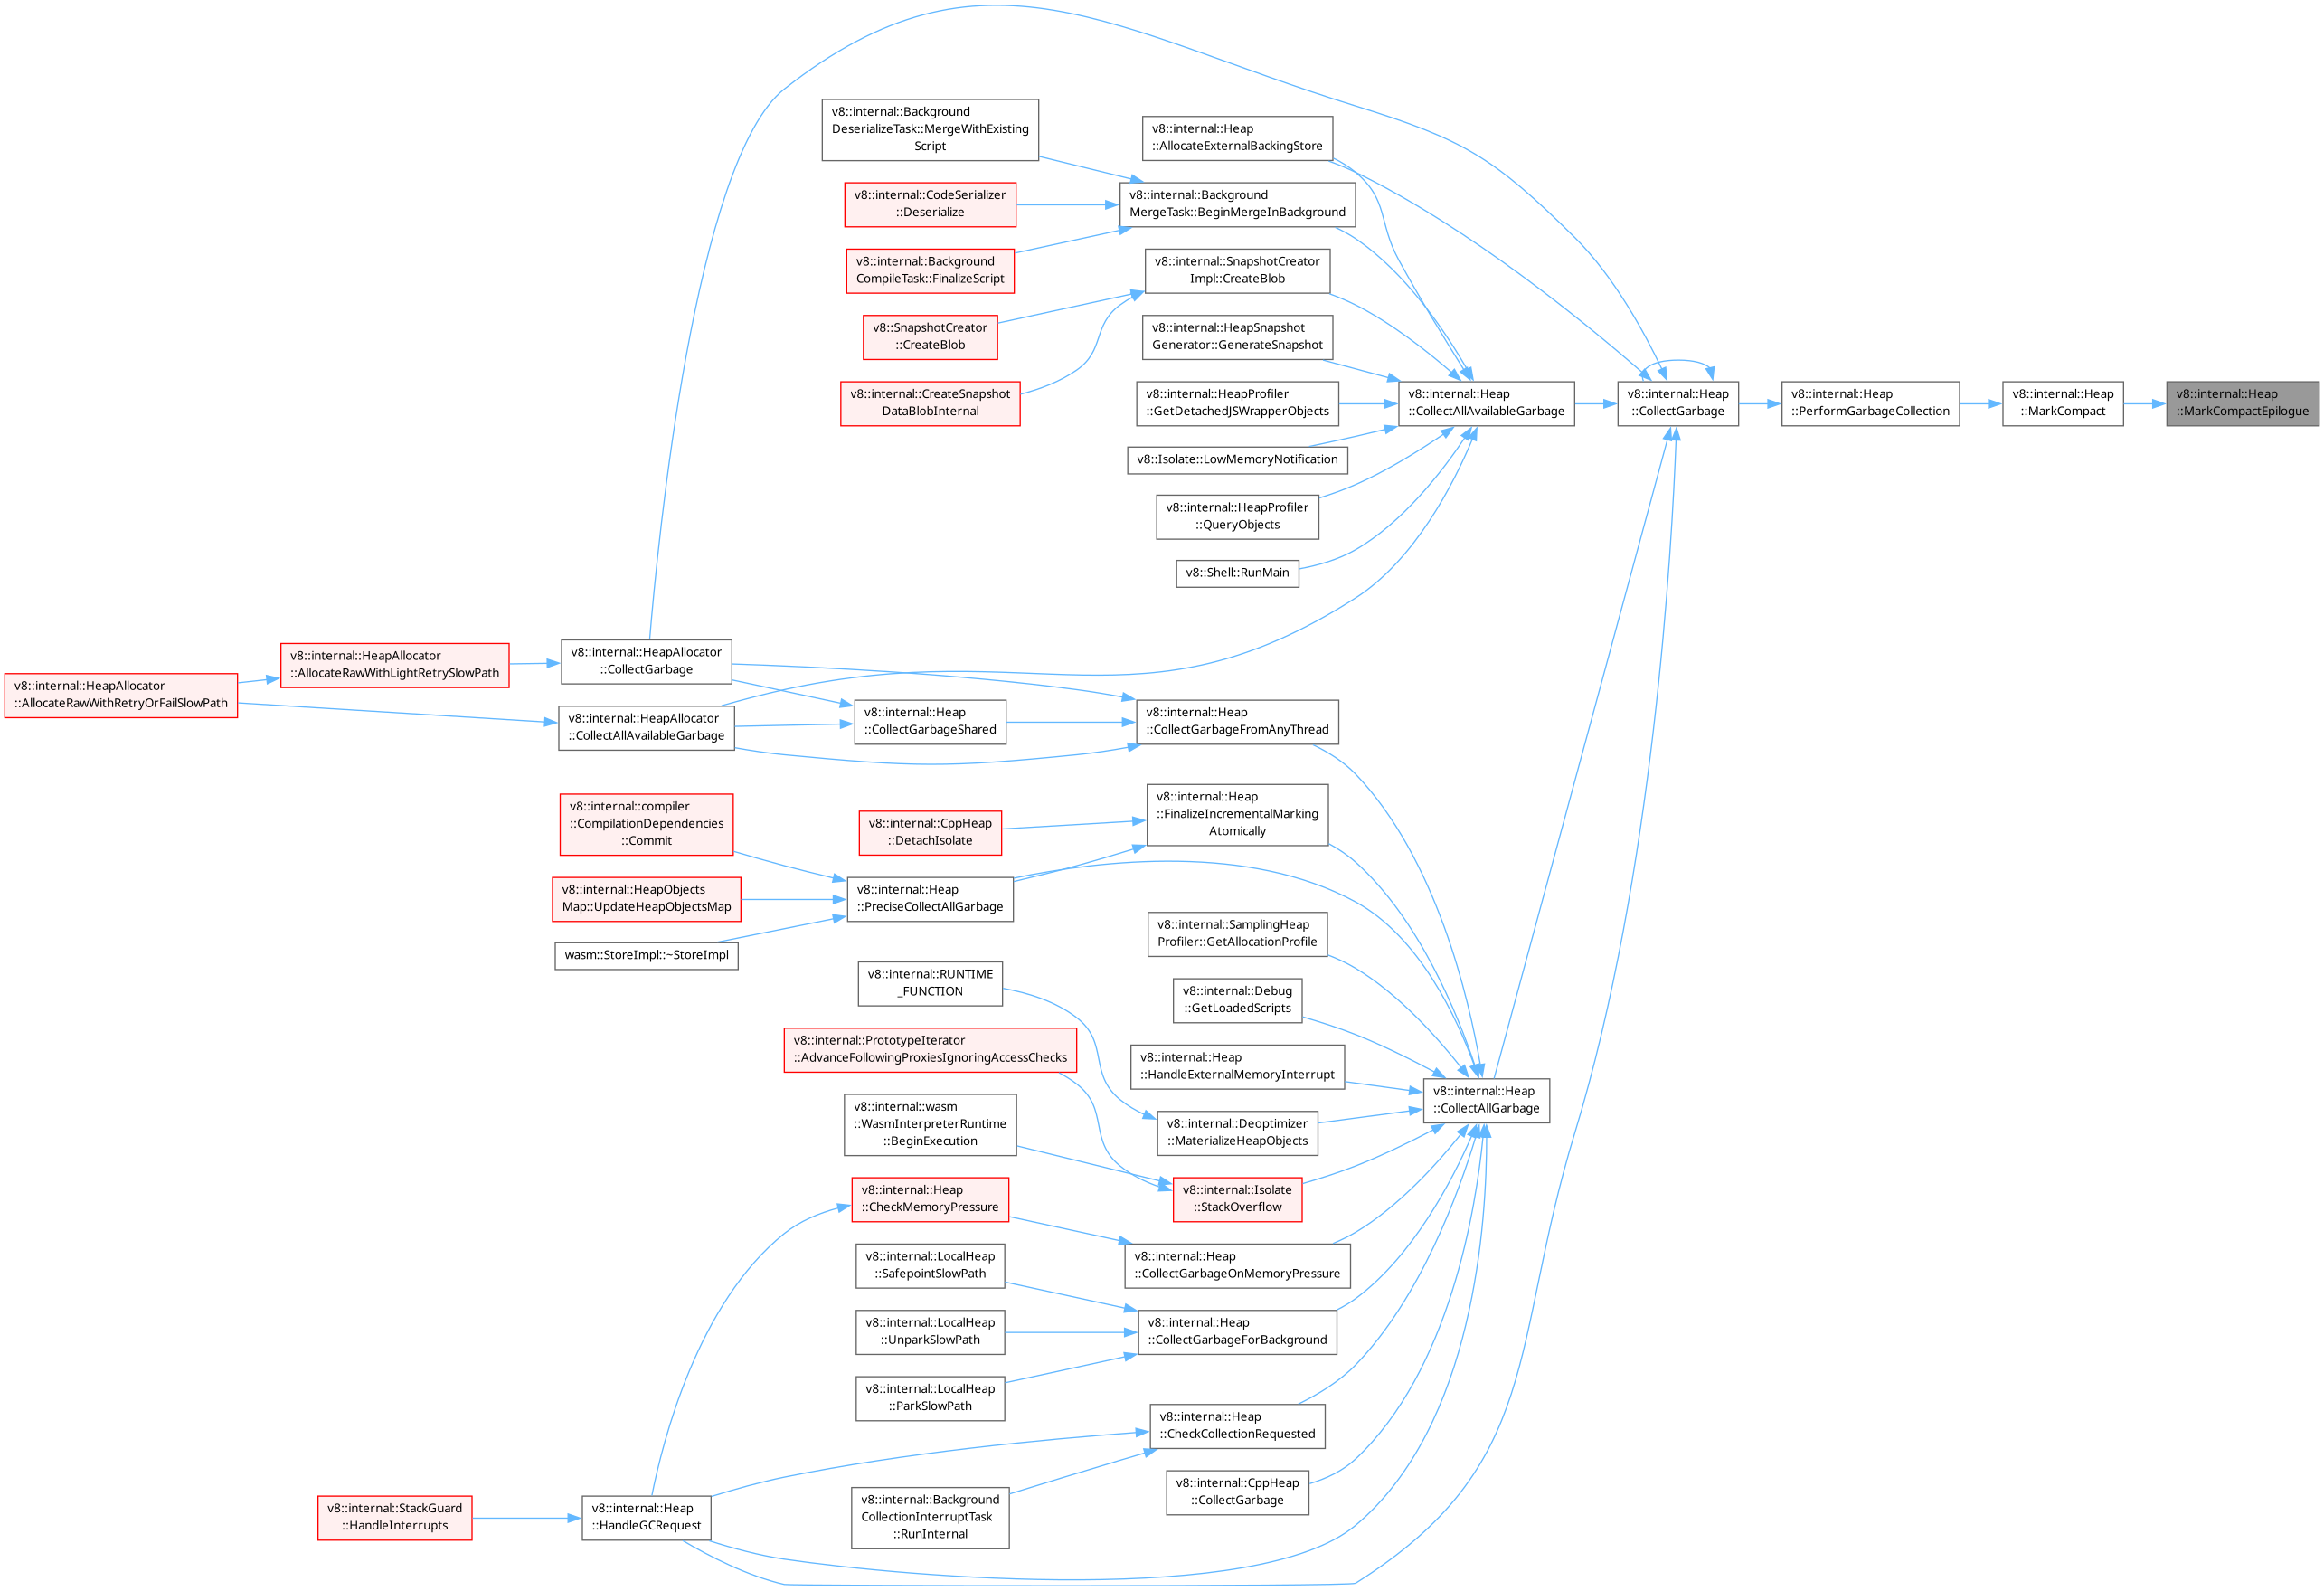 v8::internal::Background
DeserializeTask::MergeWithExisting
Script
v8::internal::Heap
::AllocateExternalBackingStore
v8::internal::CodeSerializer
::Deserialize
v8::internal::Background
MergeTask::BeginMergeInBackground
v8::internal::Background
CompileTask::FinalizeScript
v8::internal::SnapshotCreator
Impl::CreateBlob
v8::SnapshotCreator
::CreateBlob
v8::internal::HeapSnapshot
Generator::GenerateSnapshot
v8::internal::CreateSnapshot
DataBlobInternal
v8::internal::HeapProfiler
::GetDetachedJSWrapperObjects
v8::internal::Heap
::CollectAllAvailableGarbage
v8::internal::Heap
::CollectGarbage
v8::internal::Heap
::PerformGarbageCollection
v8::internal::Heap
::MarkCompact
v8::internal::Heap
::MarkCompactEpilogue
v8::Isolate::LowMemoryNotification
v8::internal::HeapProfiler
::QueryObjects
v8::Shell::RunMain
v8::internal::HeapAllocator
::AllocateRawWithRetryOrFailSlowPath
v8::internal::HeapAllocator
::AllocateRawWithLightRetrySlowPath
v8::internal::HeapAllocator
::CollectGarbage
v8::internal::HeapAllocator
::CollectAllAvailableGarbage
v8::internal::Heap
::CollectGarbageShared
v8::internal::Heap
::CollectGarbageFromAnyThread
v8::internal::compiler
::CompilationDependencies
::Commit
v8::internal::CppHeap
::DetachIsolate
v8::internal::Heap
::FinalizeIncrementalMarking
Atomically
v8::internal::HeapObjects
Map::UpdateHeapObjectsMap
v8::internal::Heap
::PreciseCollectAllGarbage
wasm::StoreImpl::~StoreImpl
v8::internal::SamplingHeap
Profiler::GetAllocationProfile
v8::internal::RUNTIME
_FUNCTION
v8::internal::Debug
::GetLoadedScripts
v8::internal::PrototypeIterator
::AdvanceFollowingProxiesIgnoringAccessChecks
v8::internal::Heap
::HandleExternalMemoryInterrupt
v8::internal::Heap
::CollectAllGarbage
v8::internal::wasm
::WasmInterpreterRuntime
::BeginExecution
v8::internal::Deoptimizer
::MaterializeHeapObjects
v8::internal::Heap
::CheckMemoryPressure
v8::internal::Isolate
::StackOverflow
v8::internal::LocalHeap
::SafepointSlowPath
v8::internal::Heap
::CollectGarbageOnMemoryPressure
v8::internal::LocalHeap
::UnparkSlowPath
v8::internal::Heap
::CollectGarbageForBackground
v8::internal::LocalHeap
::ParkSlowPath
v8::internal::Heap
::CheckCollectionRequested
v8::internal::StackGuard
::HandleInterrupts
v8::internal::Heap
::HandleGCRequest
v8::internal::Background
CollectionInterruptTask
::RunInternal
v8::internal::CppHeap
::CollectGarbage